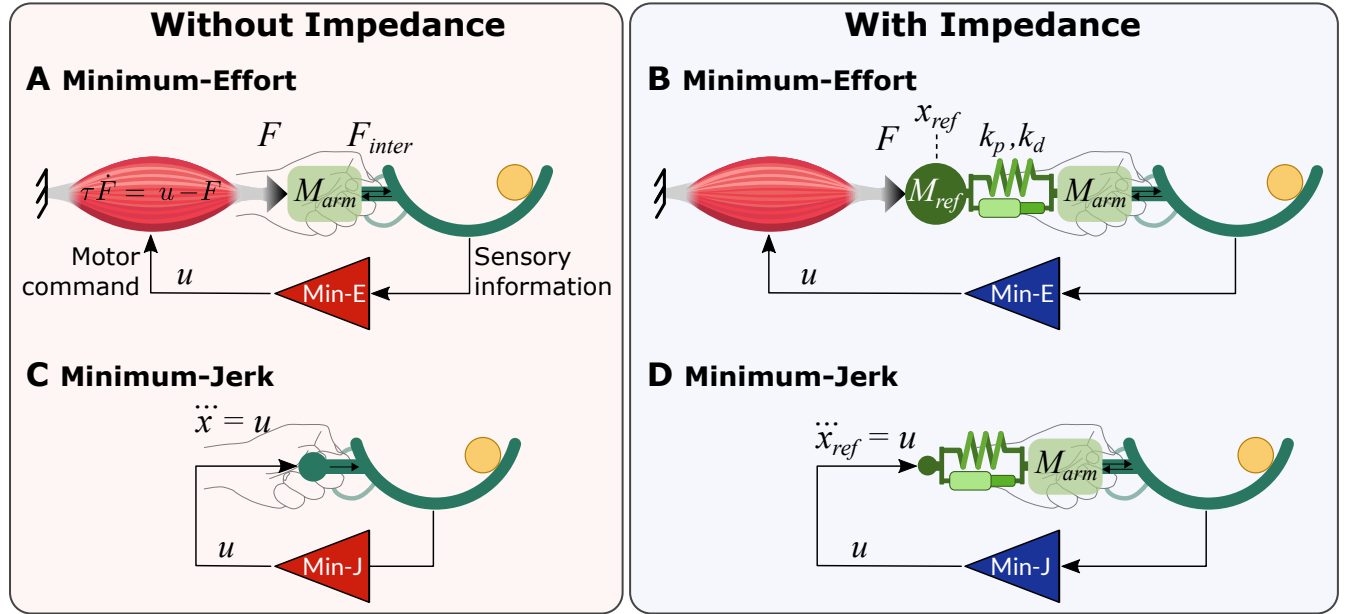 Without Impedance
A Minimum-Effort
F
F_inter
τḞ = u − F
M_arm
Motor
command
u
Min-E
Sensory
information
C Minimum-Jerk
x⃛ = u
u
Min-J
With Impedance
B Minimum-Effort
x_ref
F
k_p, k_d
M_ref
M_arm
u
Min-E
D Minimum-Jerk
x⃛_ref = u
M_arm
u
Min-J